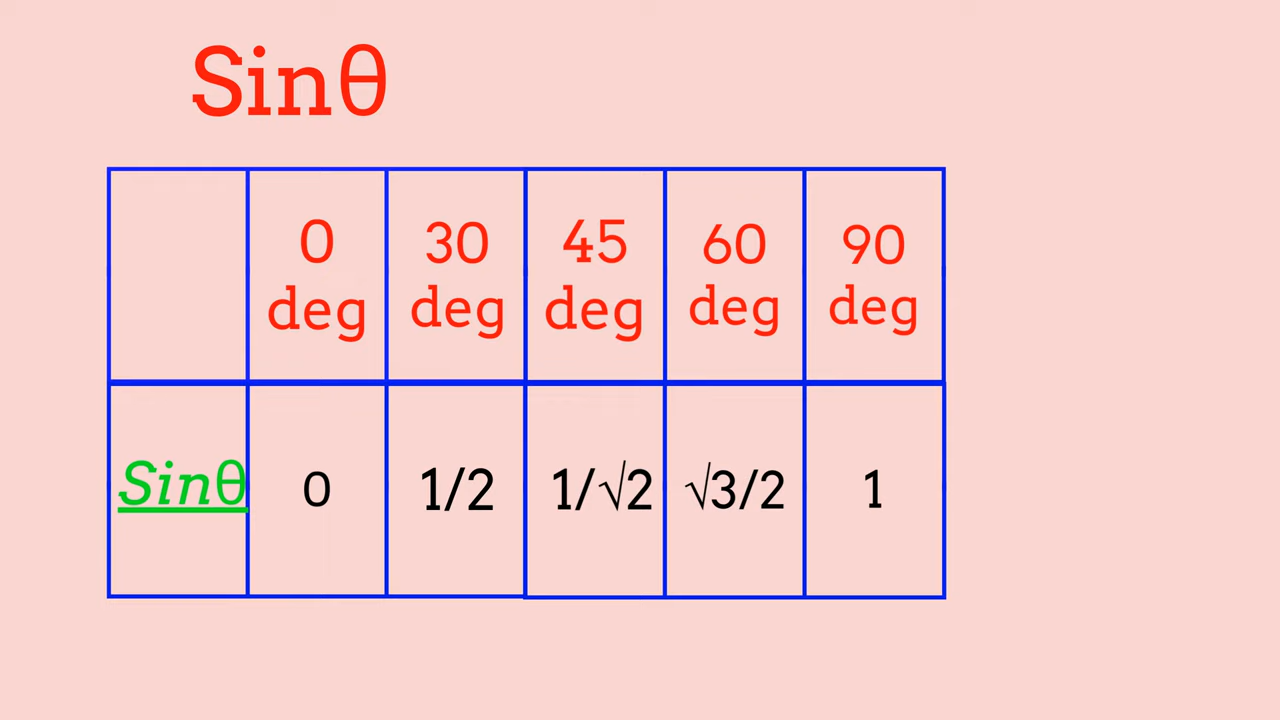 Sinθ
0 deg 30 deg 45 deg 60 deg 90 deg
Sinθ 0 1/2 1/√2 √3/2 1